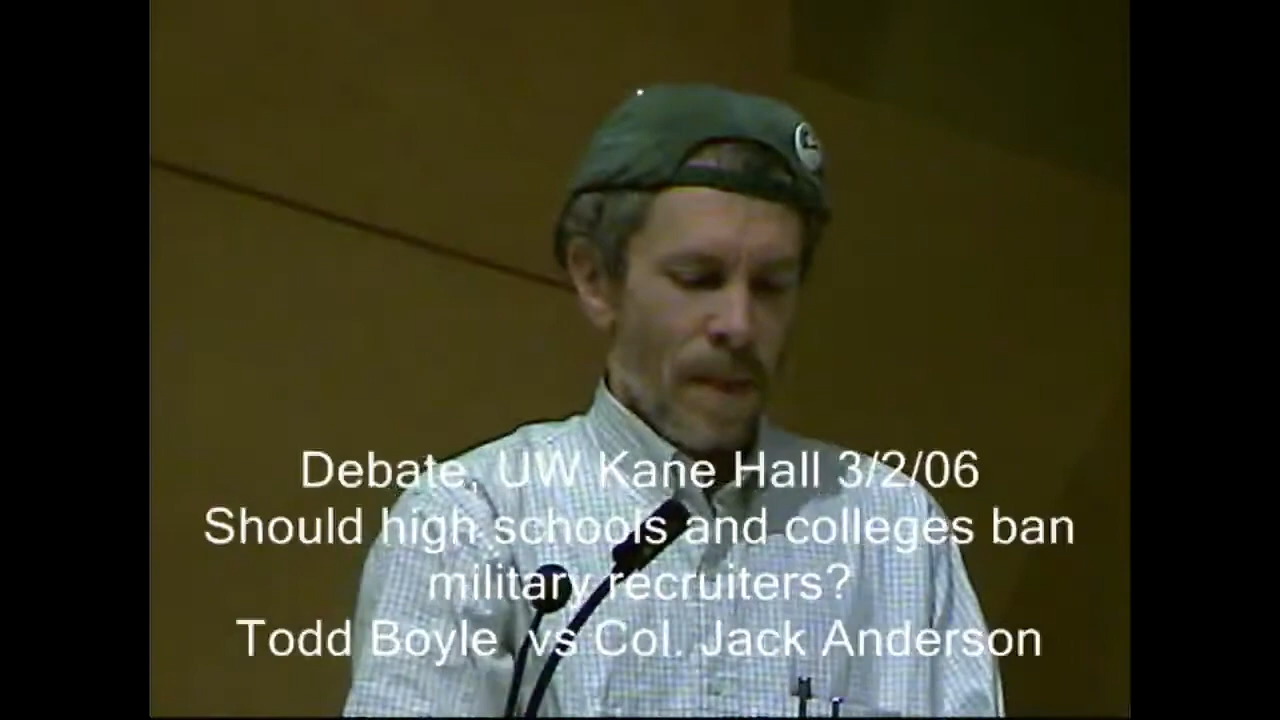 Debate, UW Kane Hall 3/2/06
Should high schools and colleges ban
military recruiters?
Todd Boyle vs Col. Jack Anderson